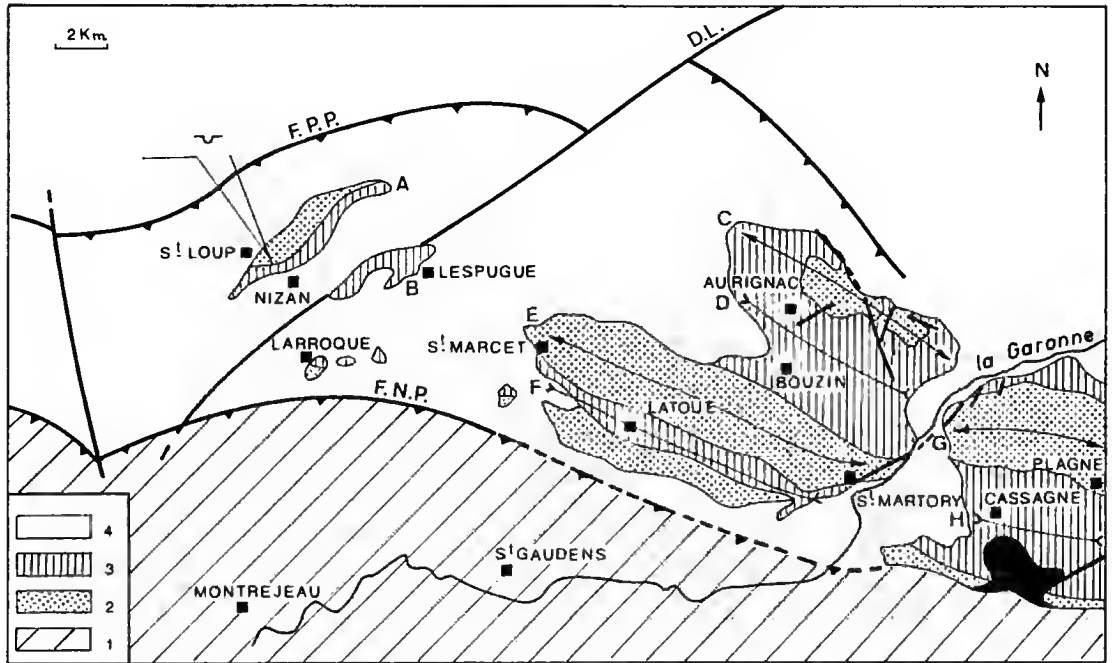 2 Km.
D.L.
N
F.P.P.
A
St LOUP
NIZAN
B
LESPUGUE
C
AURIGNAC
D
LARROQUE
E
St MARCET
la Garonne
F.N.P.
F
BOUZIN
LATOUE
G
PLAGNE
St MARTORY
CASSAGNE
H
St GAUDENS
MONTREJEAU
4
3
2
1